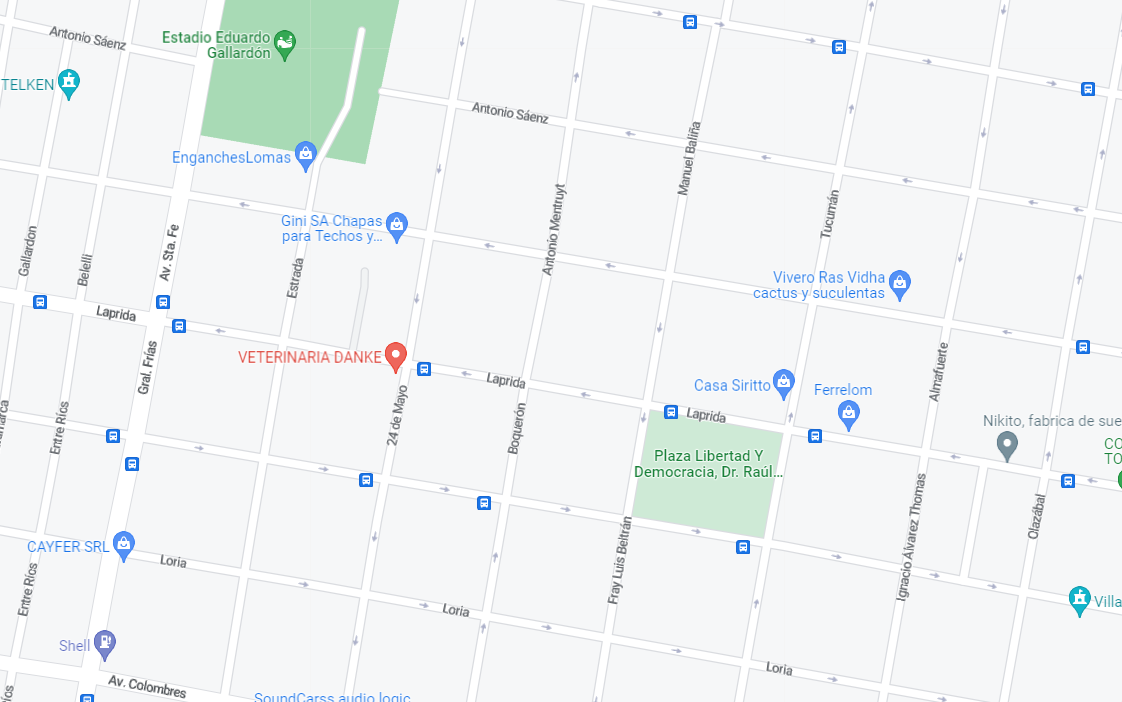 Antonio Sáenz
Estadio Eduardo
Gallardón
TELKEN
Antonio Sáenz
EnganchesLomas
Manuel Baliña
Gini SA Chapas
para Techos y...
Antonio Mentruyt
Tucumán
Gallardon
Belelli
Av. Sta. Fe
Estrada
Vivero Ras Vidha
cactus y suculentas
Laprida
VETERINARIA DANKE
Laprida
Gral. Frías
Almafuerte
Casa Siritto
Ferrelom
Laprida
24 de Mayo
Boquerón
Entre Ríos
Nikito, fabrica de sue
CO
TO
Plaza Libertad Y
Democracia, Dr. Raúl...
Ignacio Álvarez Thomas
Olazábal
CAYFER SRL
Loria
Fray Luis Beltrán
Entre Ríos
Loria
Villa
Shell
Loria
Av. Colombres
SoundCarss audio logic